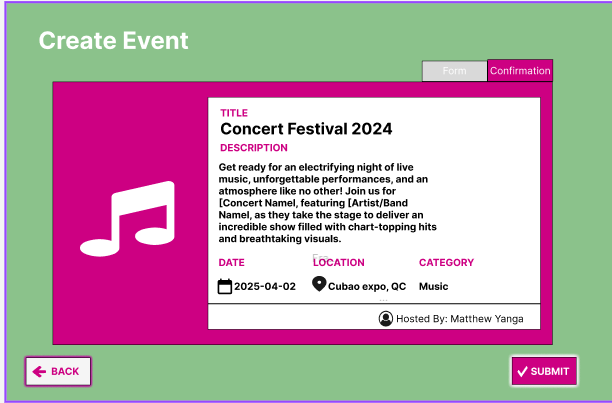 Create Event
Form
Confirmation
TITLE
Concert Festival 2024
DESCRIPTION
Get ready for an electrifying night of live
music, unforgettable performances, and an
atmosphere like no other! Join us for
[Concert Namel, featuring [Artist/Band
Namel, as they take the stage to deliver an
incredible show filled with chart-topping hits
and breathtaking visuals.
DATE
LOCATION
CATEGORY
2025-04-02
Cubao expo, QC
Music
...
Hosted By: Matthew Yanga
BACK
SUBMIT